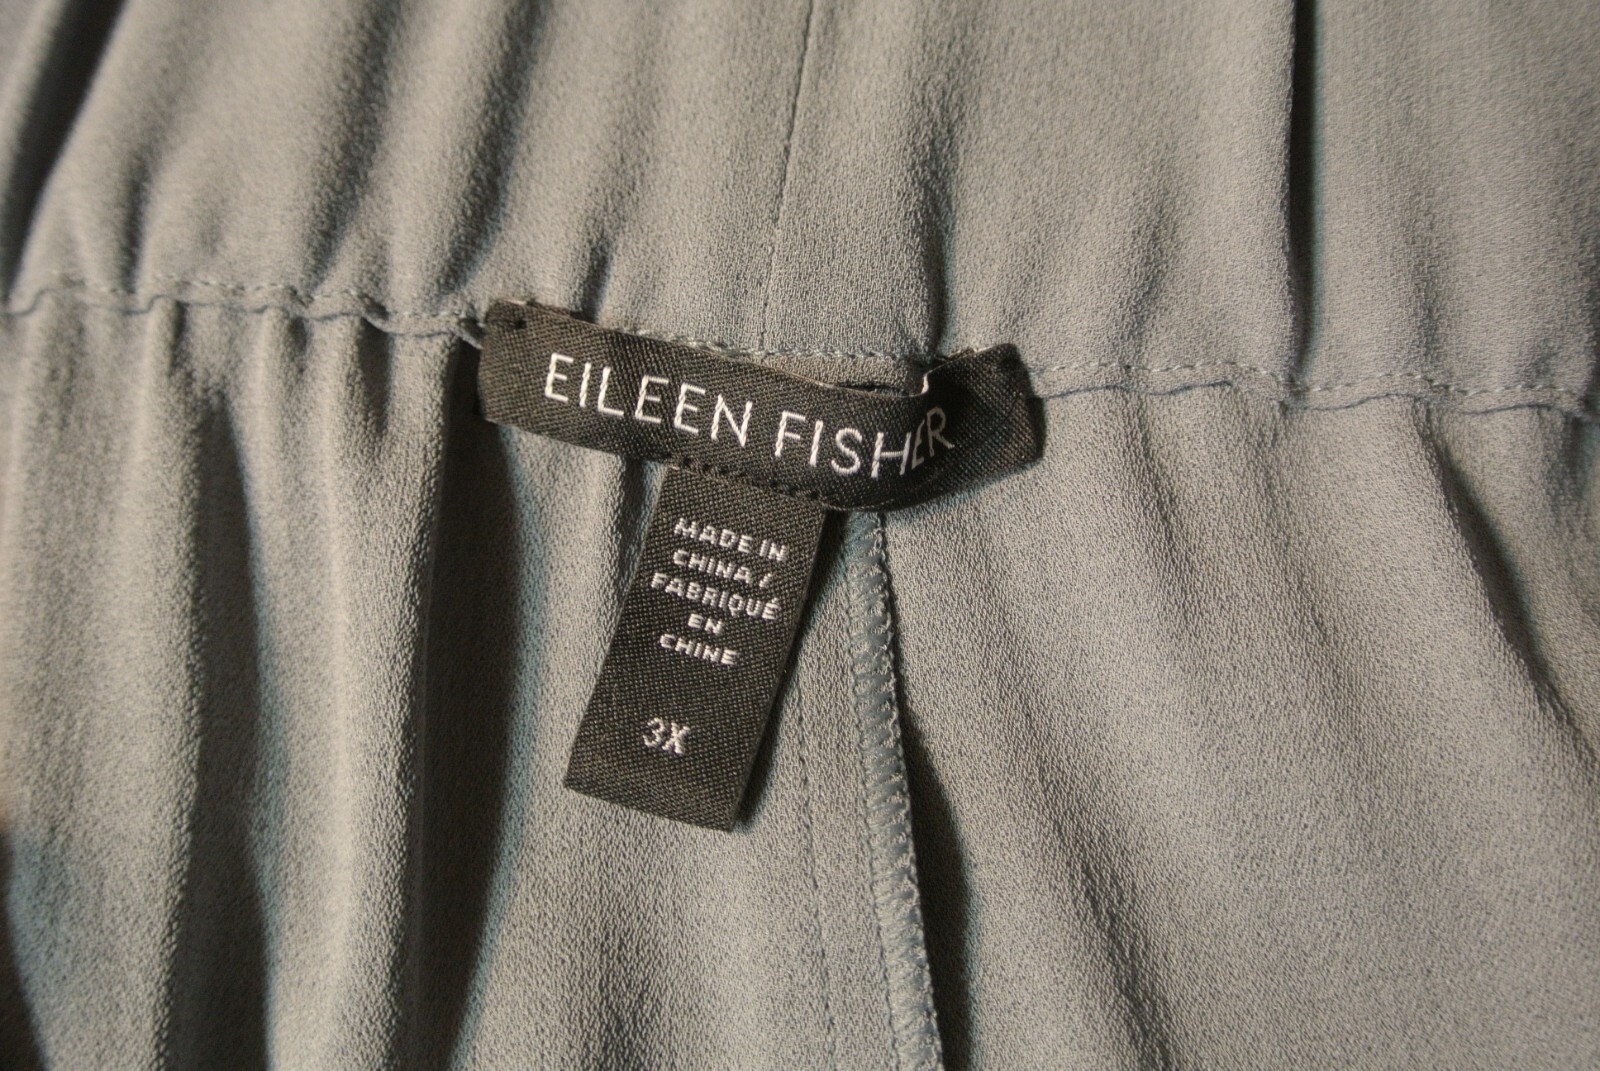 EILEEN FISHER
MADE IN
CHINA /
FABRIQUÉ
EN
CHINE
3X